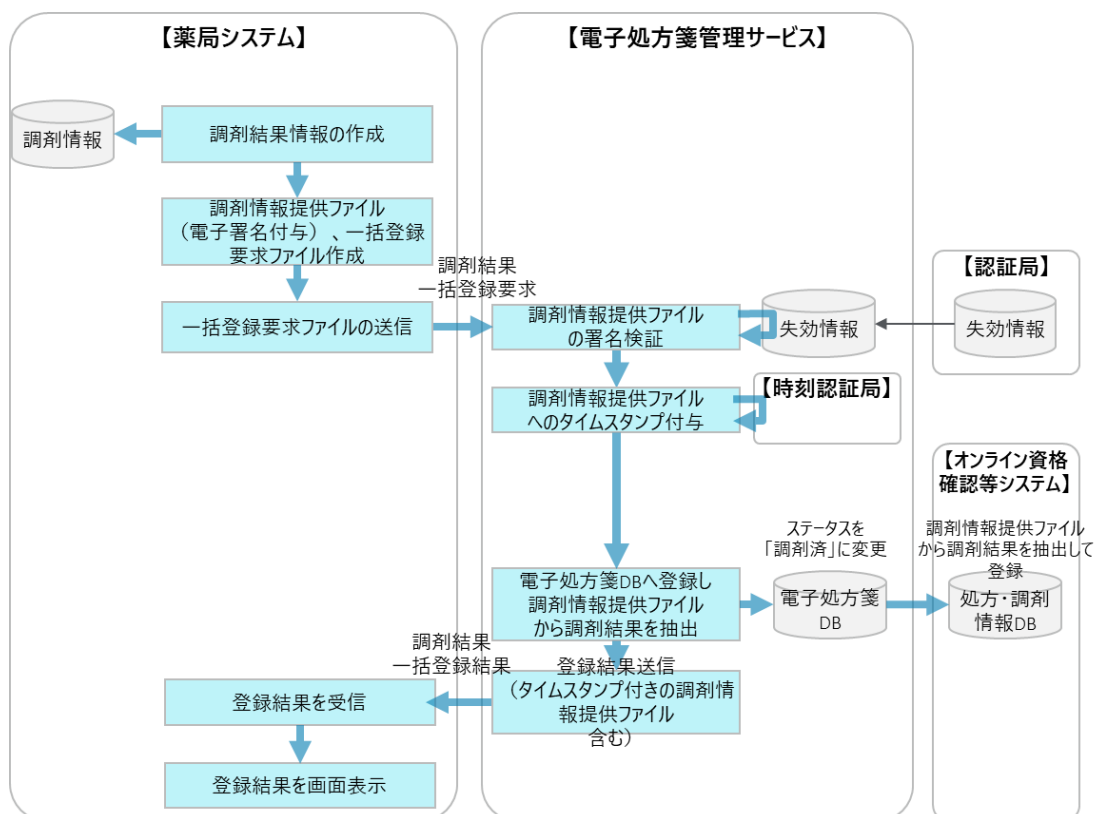 【薬局システム】
【電子処方箋管理サービス】
調剤情報
調剤結果情報の作成
調剤情報提供ファイル
（電子署名付与）、一括登録
要求ファイル作成
調剤結果
一括登録要求
一括登録要求ファイルの送信
調剤情報提供ファイル
の署名検証
失効情報
【認証局】
失効情報
調剤情報提供ファイル
へのタイムスタンプ付与
【時刻認証局】
【オンライン資格
確認等システム】
ステータスを
「調剤済」に変更
調剤情報提供ファイル
から調剤結果を抽出して
登録
電子処方箋DBへ登録し
調剤情報提供ファイル
から調剤結果を抽出
電子処方箋
DB
処方・調剤
情報DB
調剤結果
一括登録結果
登録結果送信
（タイムスタンプ付きの調剤情
報提供ファイル
含む）
登録結果を受信
登録結果を画面表示